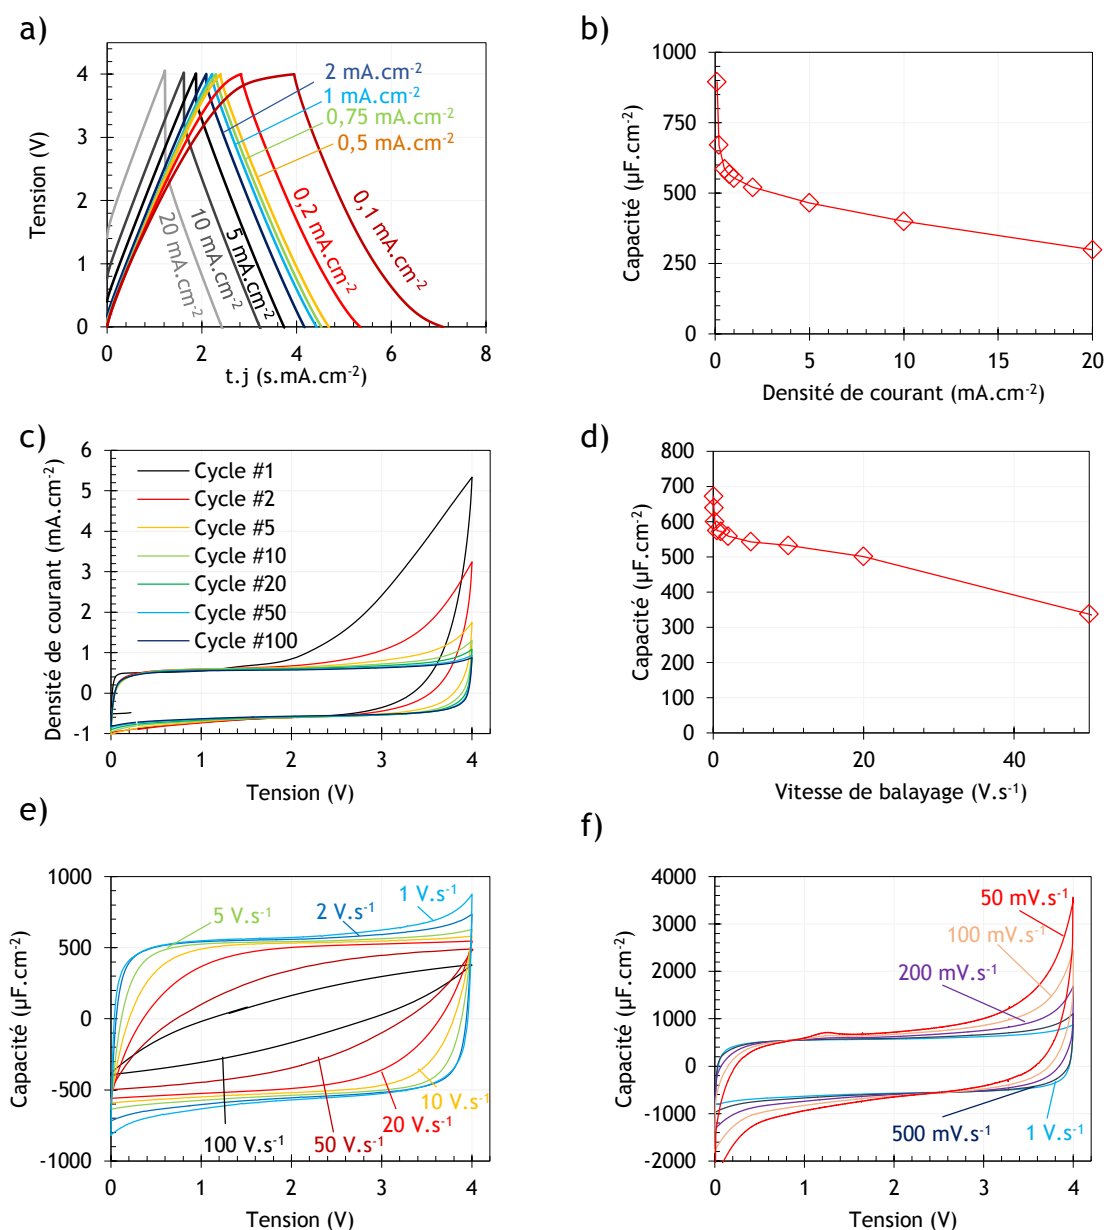 a)
4
3
2
1
0
Tension (V)
0 2 4 6 8
t.j (s.mA.cm-2)
2 mA.cm-2
1 mA.cm-2
0,75 mA.cm-2
0,5 mA.cm-2
0,2 mA.cm-2
0,1 mA.cm-2
5 mA.cm-2
10 mA.cm-2
20 mA.cm-2
b)
1000
750
500
250
0
Capacité (µF.cm-2)
0 5 10 15 20
Densité de courant (mA.cm-2)
c)
6
5
4
3
2
1
0
-1
Densité de courant (mA.cm-2)
Cycle #1
Cycle #2
Cycle #5
Cycle #10
Cycle #20
Cycle #50
Cycle #100
0 1 2 3 4
Tension (V)
d)
800
700
600
500
400
300
200
100
0
Capacité (µF.cm-2)
0 20 40
Vitesse de balayage (V.s-1)
e)
1000
500
0
-500
-1000
Capacité (µF.cm-2)
1 V.s-1
2 V.s-1
5 V.s-1
10 V.s-1
20 V.s-1
50 V.s-1
100 V.s-1
0 1 2 3 4
Tension (V)
f)
4000
3000
2000
1000
0
-1000
-2000
Capacité (µF.cm-2)
50 mV.s-1
100 mV.s-1
200 mV.s-1
500 mV.s-1
1 V.s-1
0 1 2 3 4
Tension (V)